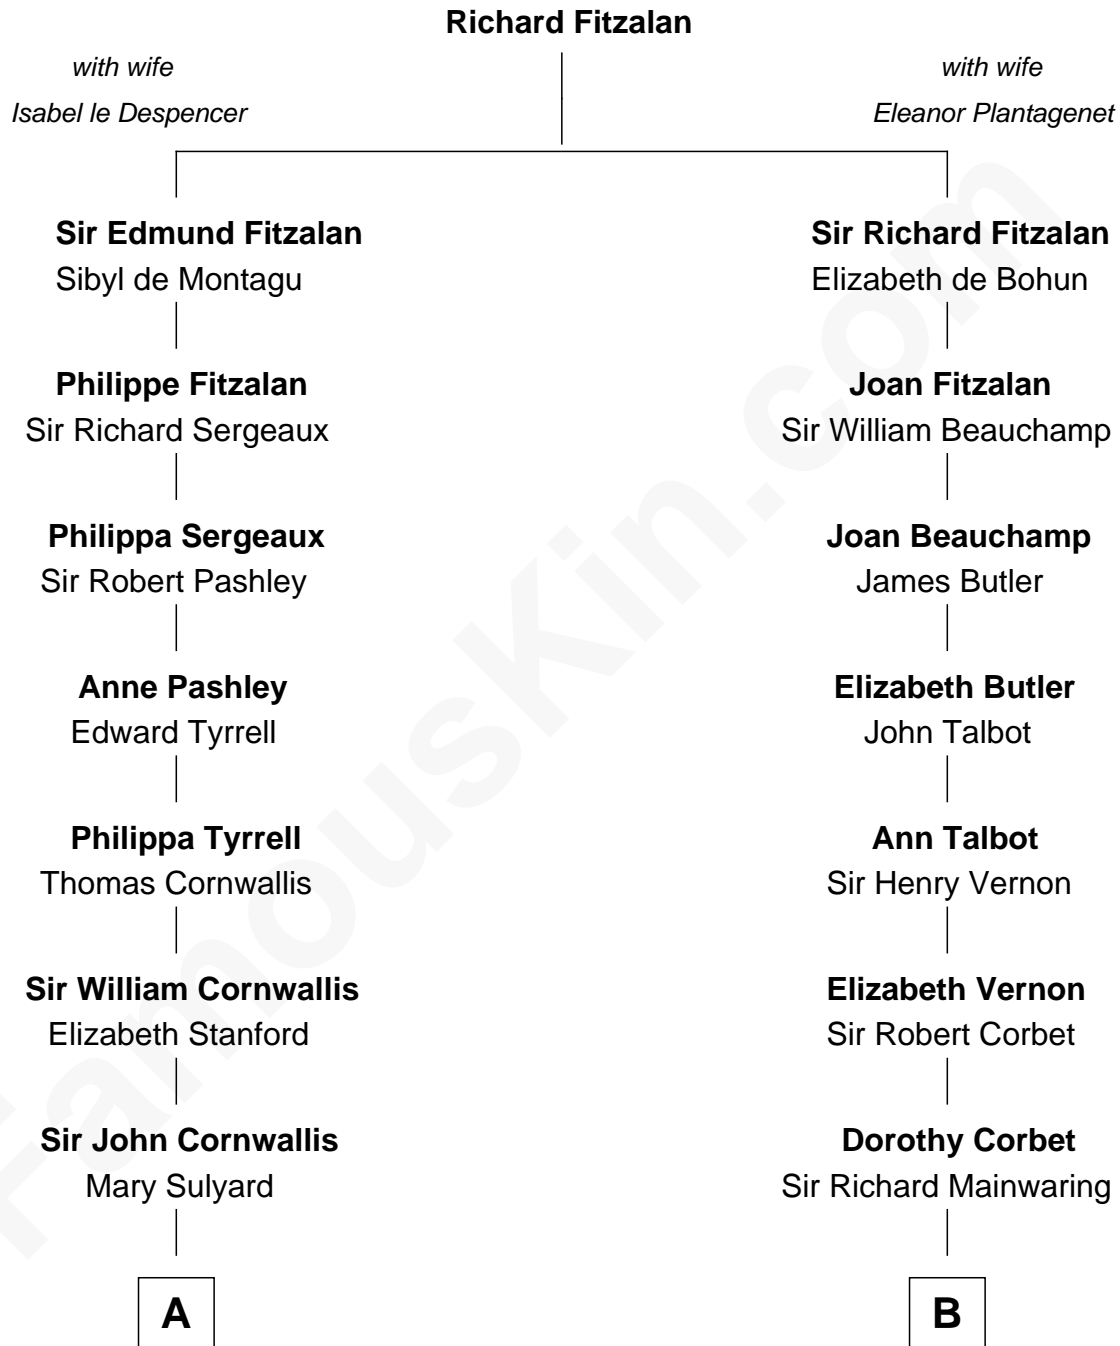 Richard Fitzalan
with wife
Isabel le Despencer
with wife
Eleanor Plantagenet
Sir Edmund Fitzalan
Sibyl de Montagu
Sir Richard Fitzalan
Elizabeth de Bohun
Philippe Fitzalan
Sir Richard Sergeaux
Joan Fitzalan
Sir William Beauchamp
Philippa Sergeaux
Sir Robert Pashley
Joan Beauchamp
James Butler
Anne Pashley
Edward Tyrrell
Elizabeth Butler
John Talbot
Philippa Tyrrell
Thomas Cornwallis
Ann Talbot
Sir Henry Vernon
Sir William Cornwallis
Elizabeth Stanford
Elizabeth Vernon
Sir Robert Corbet
Sir John Cornwallis
Mary Sulyard
Dorothy Corbet
Sir Richard Mainwaring
A
B
FamousKin.com